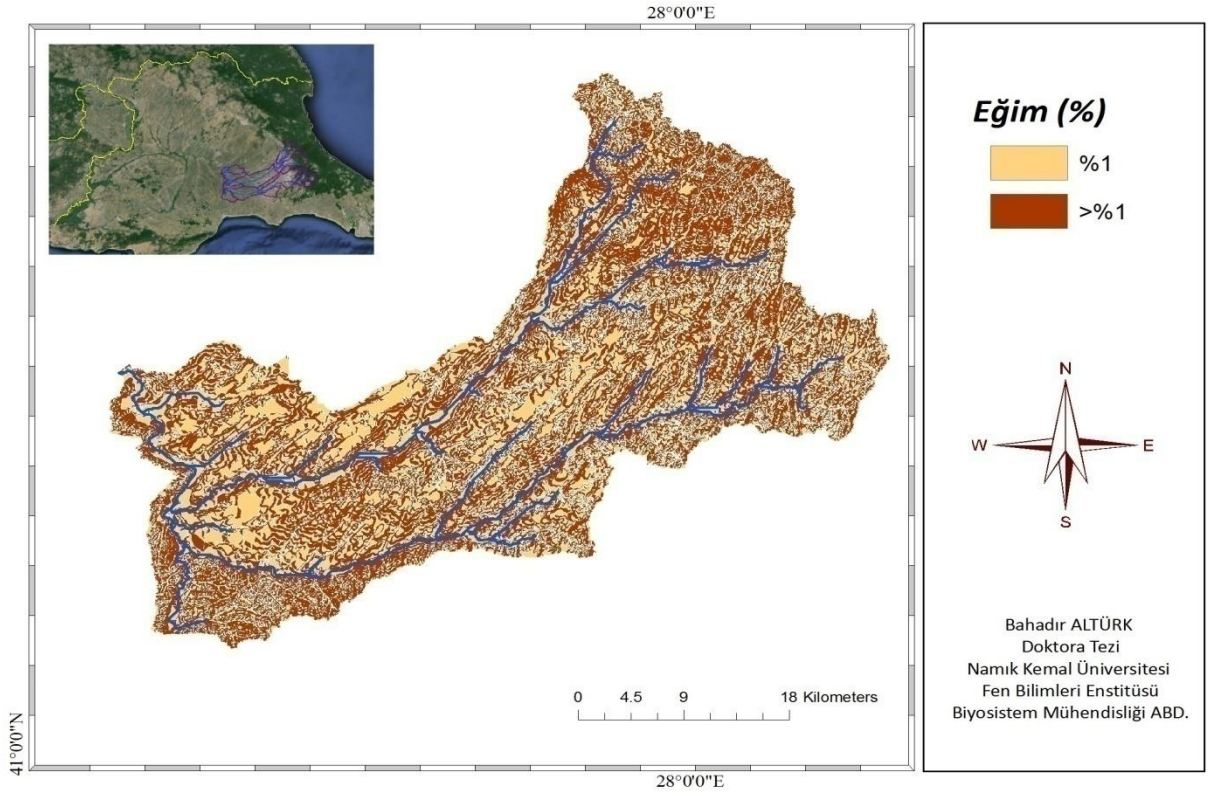 28°0'0"E
Eğim (%)
%1
>%1
N
W
E
S
0 4.5 9 18 Kilometers
Bahadır ALTÜRK
Doktora Tezi
Namık Kemal Üniversitesi
Fen Bilimleri Enstitüsü
Biyosistem Mühendisliği ABD.
41°0'0"N
28°0'0"E